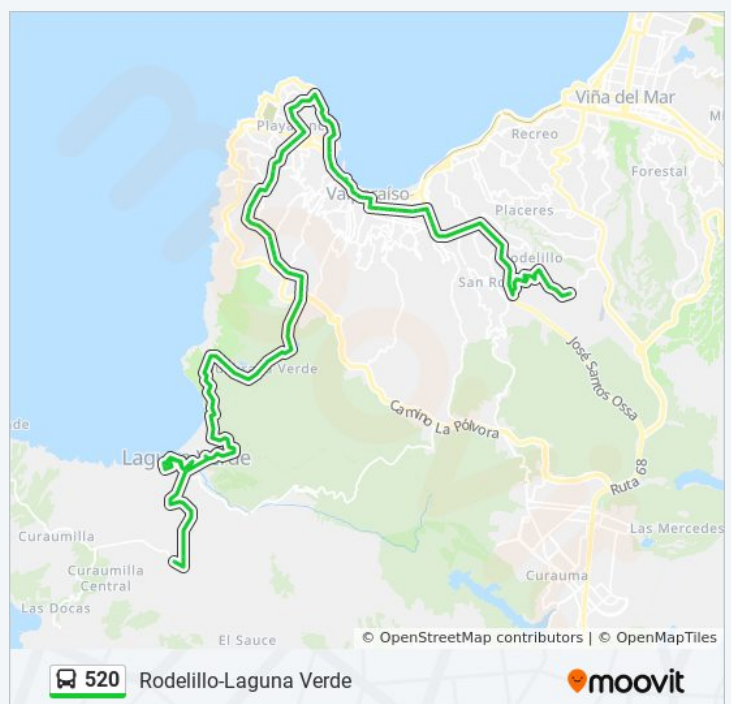 Viña del Mar
Playa An
Recreo
Forestal
Valparaíso
Placeres
Rodelillo
San Ro
José Santos Ossa
Verde
Camino La Pólvora
Laguna Verde
Ruta 68
Las Mercedes
Curaumilla
Curaumilla
Central
Curauma
Las Docas
El Sauce
© OpenStreetMap contributors | © OpenMapTiles
520 Rodelillo-Laguna Verde
moovit